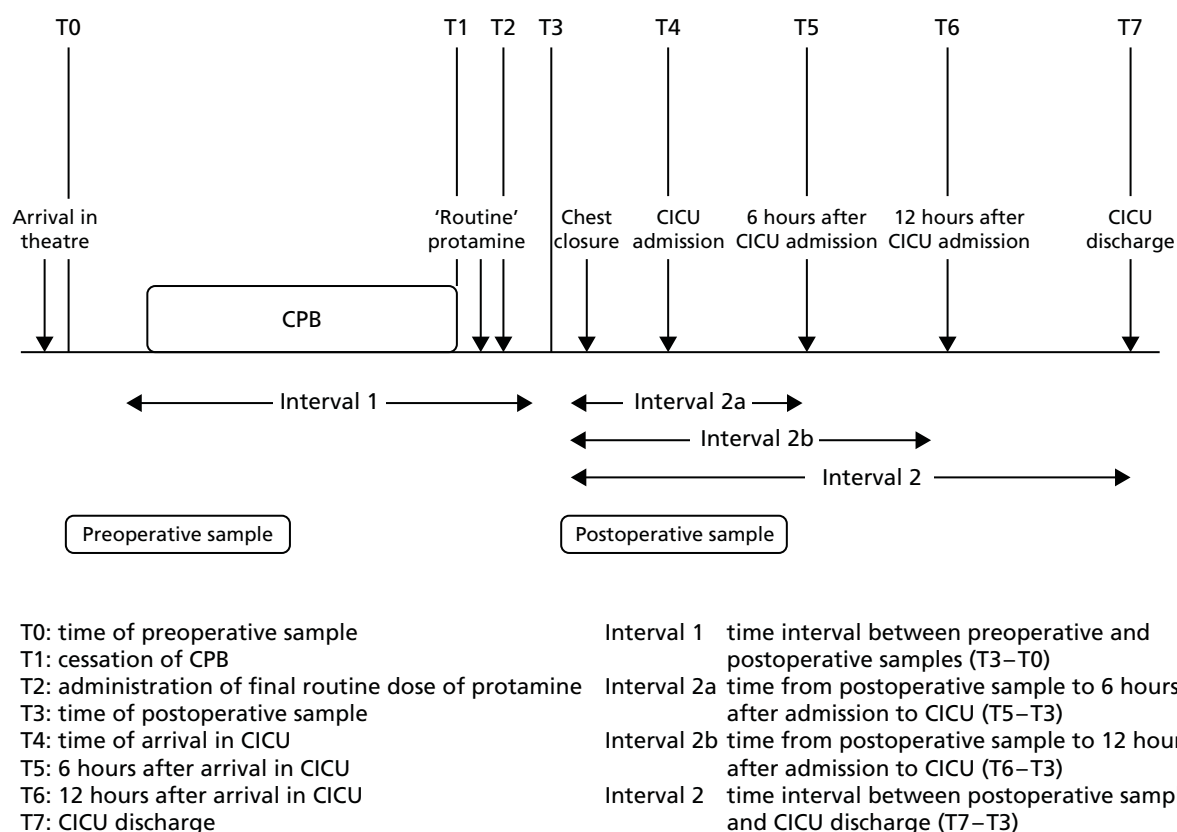 T0 T1 T2 T3 T4 T5 T6 T7
Arrival in theatre
'Routine' protamine
Chest closure
CICU admission
6 hours after CICU admission
12 hours after CICU admission
CICU discharge
CPB
Interval 1
Interval 2a
Interval 2b
Interval 2
Preoperative sample
Postoperative sample
T0: time of preoperative sample
T1: cessation of CPB
T2: administration of final routine dose of protamine
T3: time of postoperative sample
T4: time of arrival in CICU
T5: 6 hours after arrival in CICU
T6: 12 hours after arrival in CICU
T7: CICU discharge
Interval 1 time interval between preoperative and
postoperative samples (T3–T0)
Interval 2a time from postoperative sample to 6 hours
after admission to CICU (T5–T3)
Interval 2b time from postoperative sample to 12 hour
after admission to CICU (T6–T3)
Interval 2 time interval between postoperative samp
and CICU discharge (T7–T3)